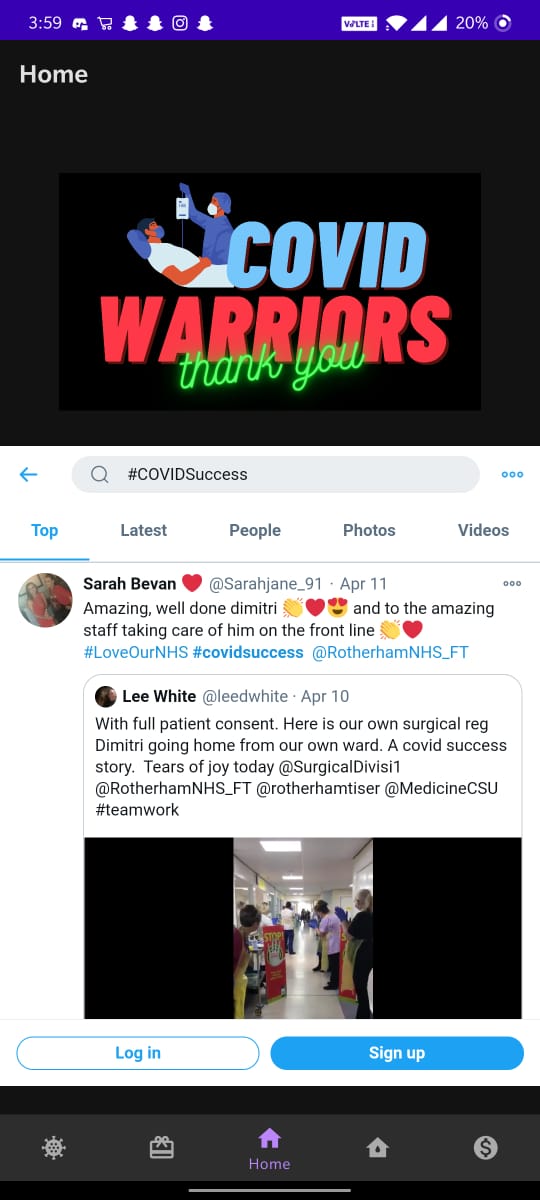 3:59
VoLTE
20%
Home
COVID
WARRIORS
thank you
#COVIDSuccess
Top Latest People Photos Videos
Sarah Bevan ❤️ @Sarahjane_91 · Apr 11
Amazing, well done dimitri 👏❤️😍 and to the amazing
staff taking care of him on the front line 👏❤️
#LoveOurNHS #covidsuccess @RotherhamNHS_FT
Lee White @leedwhite · Apr 10
With full patient consent. Here is our own surgical reg
Dimitri going home from our own ward. A covid success
story. Tears of joy today @SurgicalDivisi1
@RotherhamNHS_FT @rotherhamtiser @MedicineCSU
#teamwork
STOP!
Log in
Sign up
Home